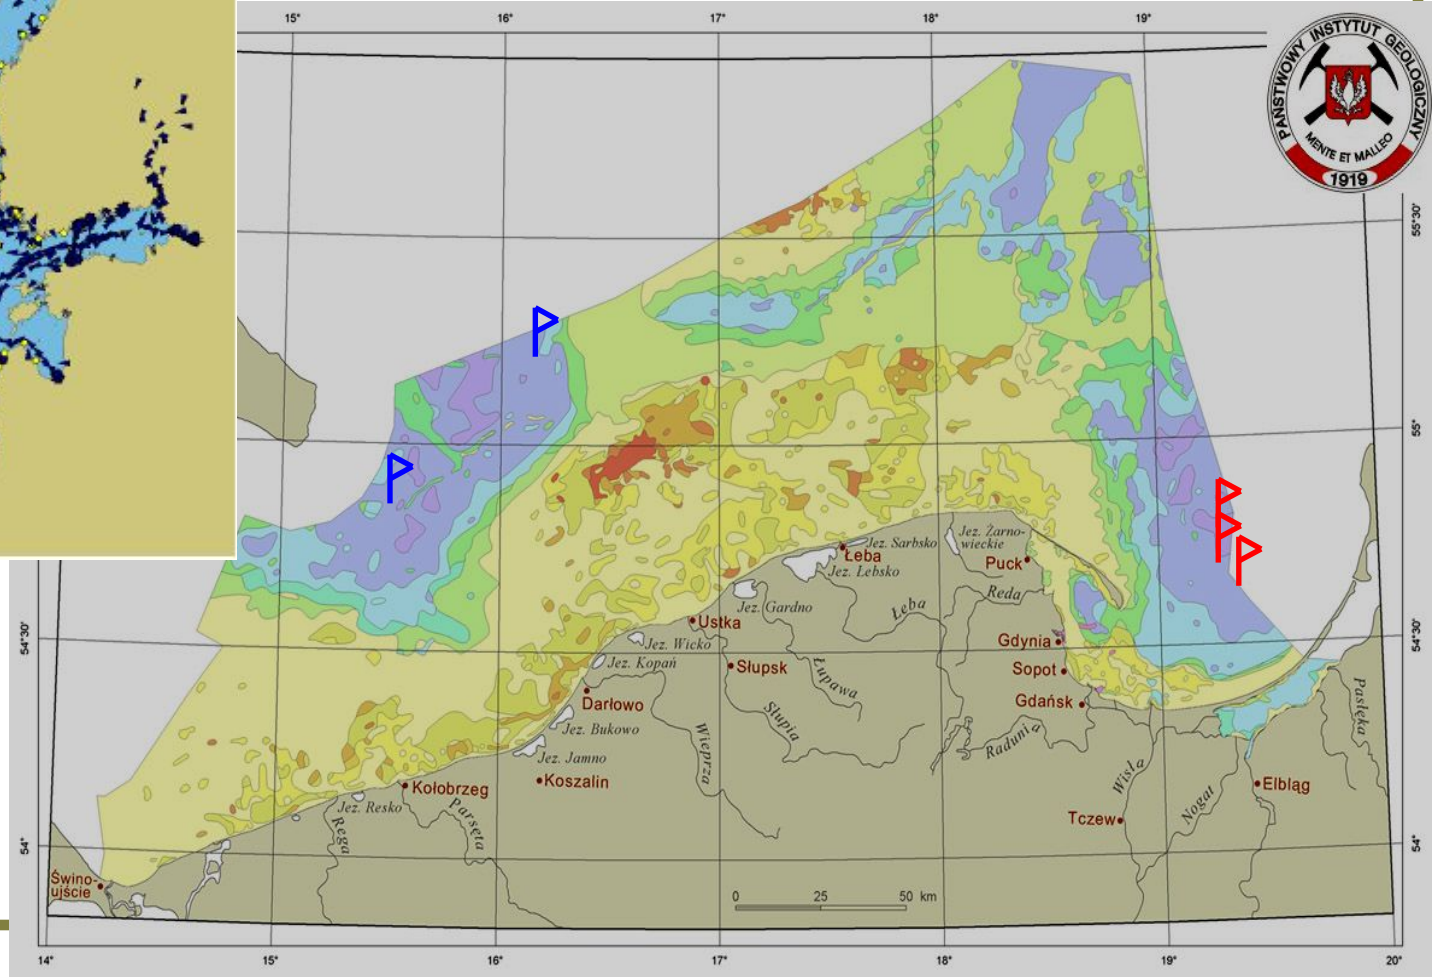 15°
16°
17°
18°
19°
PAŃSTWOWY INSTYTUT GEOLOGICZNY
MENTE ET MALLEO
1919
55°30'
55°
Jez. Żarno-
wieckie
Jez. Sarbsko
Łeba
Jez. Łebsko
Puck
Reda
Jez. Gardno
Łeba
Ustka
Gdynia
54°30'
54°30'
Jez. Wicko
Jez. Kopań
Słupsk
Łupawa
Sopot
Darłowo
Gdańsk
Pasłęka
Słupia
Jez. Bukowo
Wieprza
Radunia
Jez. Jamno
Koszalin
Wisła
Kołobrzeg
Elbląg
Nogat
Jez. Resko
Parsęta
Rega
Tczew
54°
54°
Świno-
ujście
0 25 50 km
14°
15°
16°
17°
18°
19°
20°